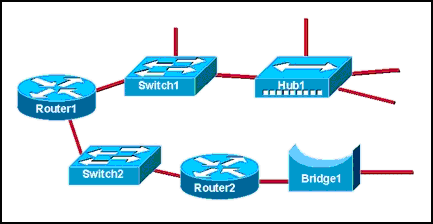 Switch1
Hub1
Router1
Switch2
Router2
Bridge1